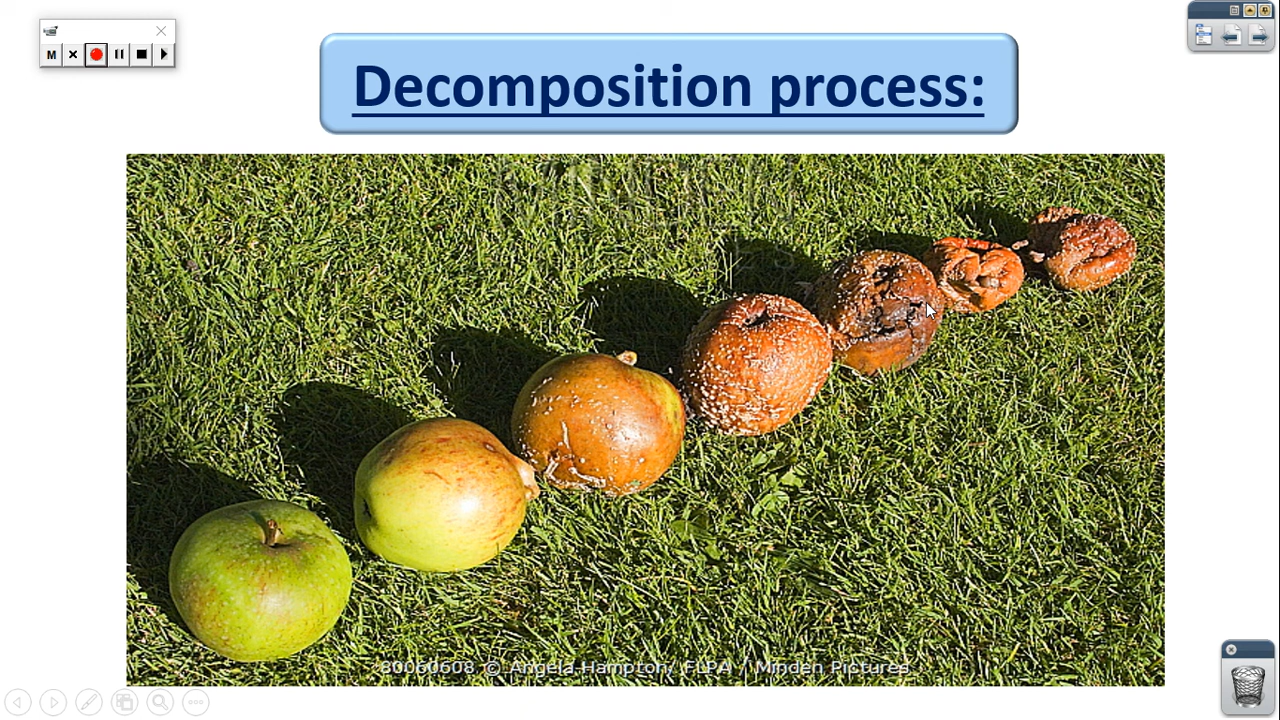 M
Decomposition process:
80060608 © Angela Hampton/ FLPA / Minden Pictures